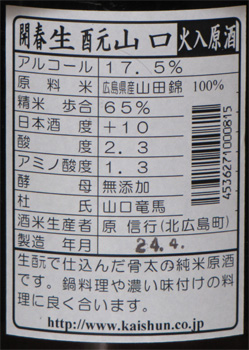 開春 生酛 山口 火入原酒
アルコール 17.5%
原料米 広島県産山田錦 100%
精米歩合 65%
日本酒度 +10
酸度 2.3
アミノ酸度 1.3
酵母 無添加
杜氏 山口竜馬
酒米生産者 原 信行(北広島町)
製造年月 24.4.
生酛で仕込んだ骨太の純米原酒
です。鍋料理や濃い味付けの料
理に良く合います。
http://www.kaishun.co.jp
4536271000815